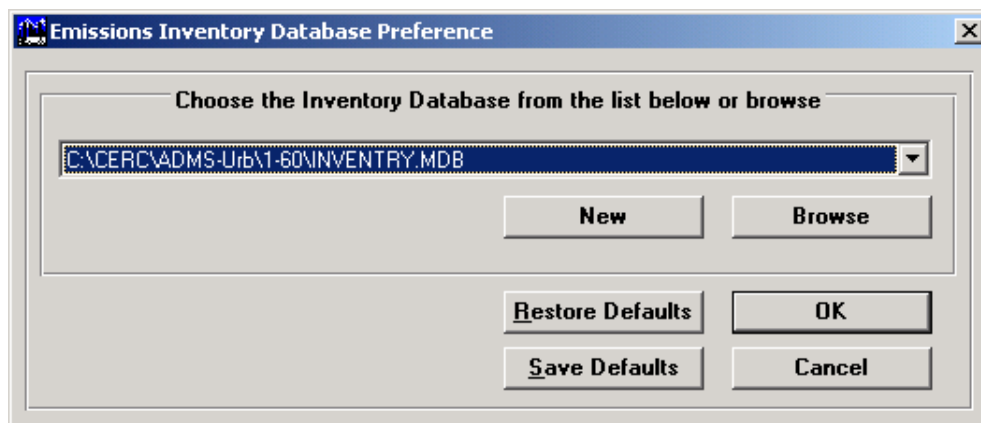 Emissions Inventory Database Preference
Choose the Inventory Database from the list below or browse
C:\CERC\ADMS-Urb\1-60\INVENTRY.MDB
New Browse
Restore Defaults OK
Save Defaults Cancel